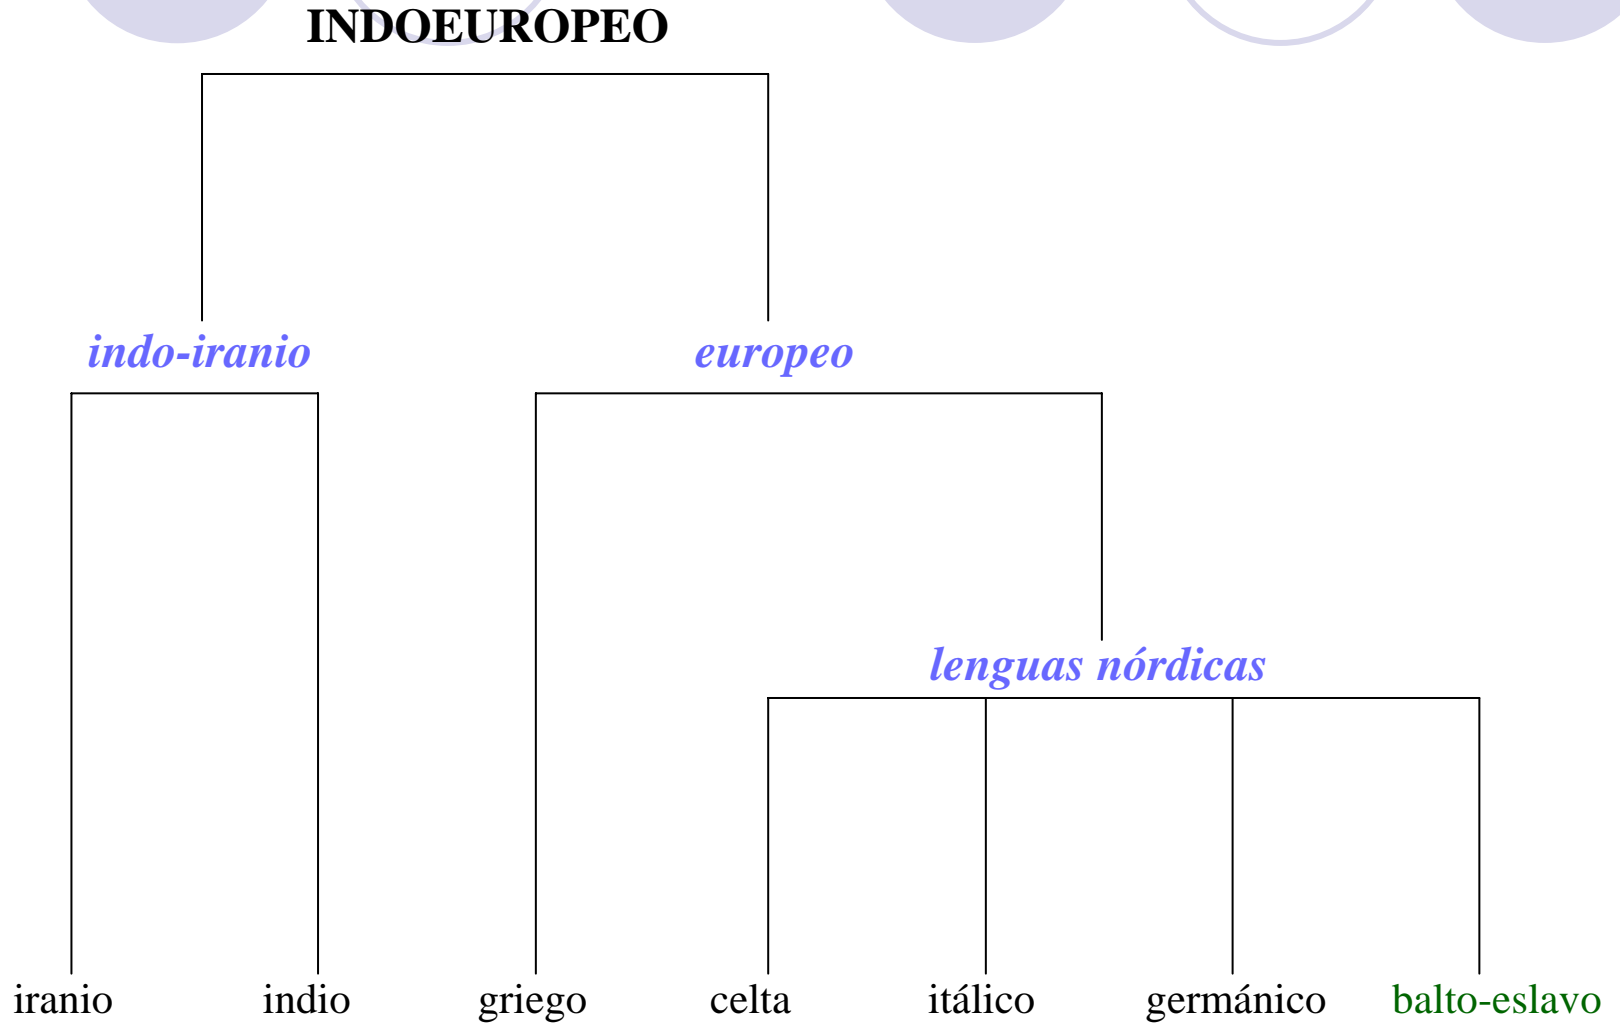 INDOEUROPEO
indo-iranio
europeo
lenguas nórdicas
iranio
indio
griego
celta
itálico
germánico
balto-eslavo